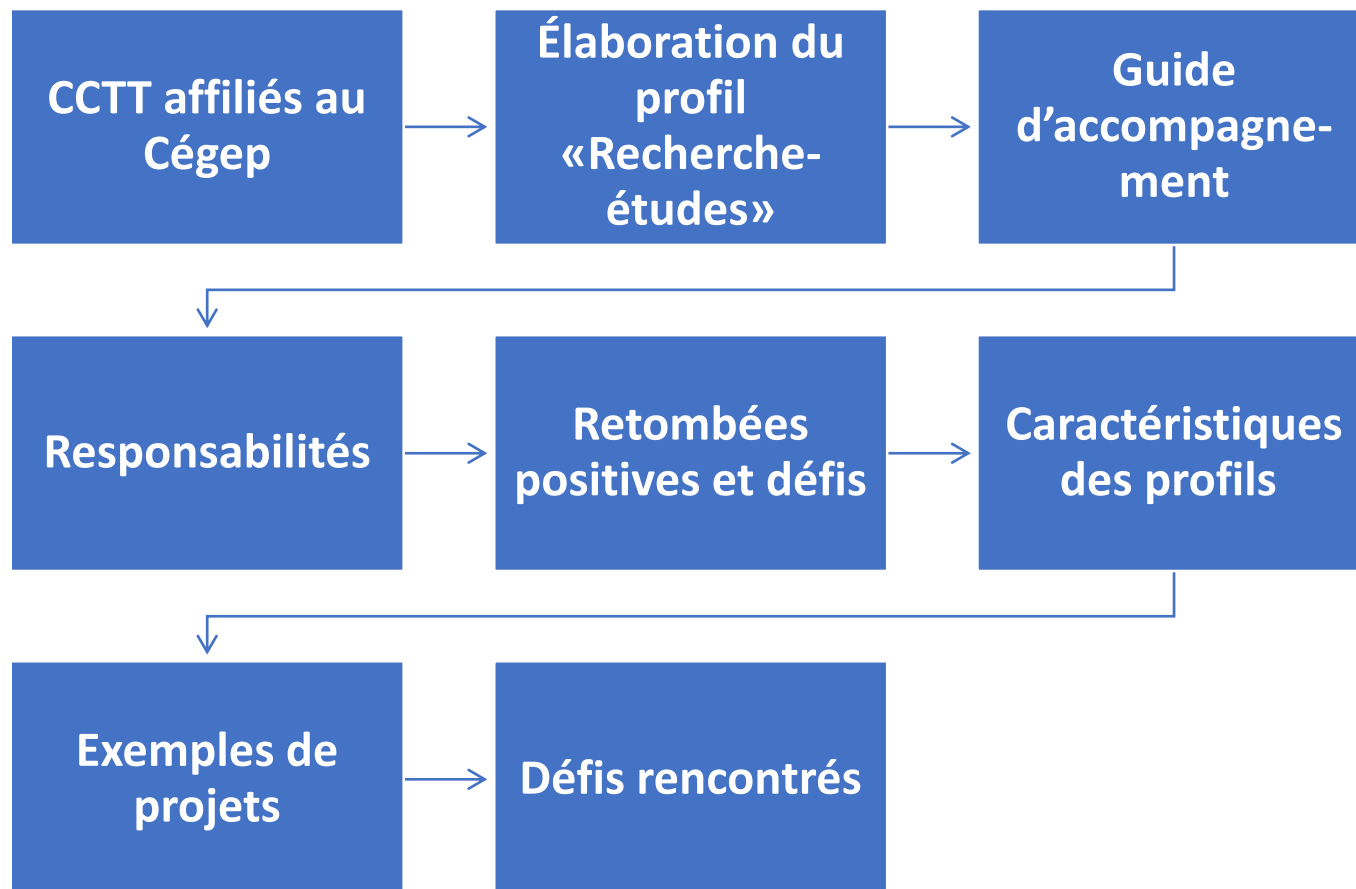 CCTT affiliés au
Cégep
Élaboration du
profil
«Recherche-
études»
Guide
d’accompagne-
ment
Responsabilités
Retombées
positives et défis
Caractéristiques
des profils
Exemples de
projets
Défis rencontrés